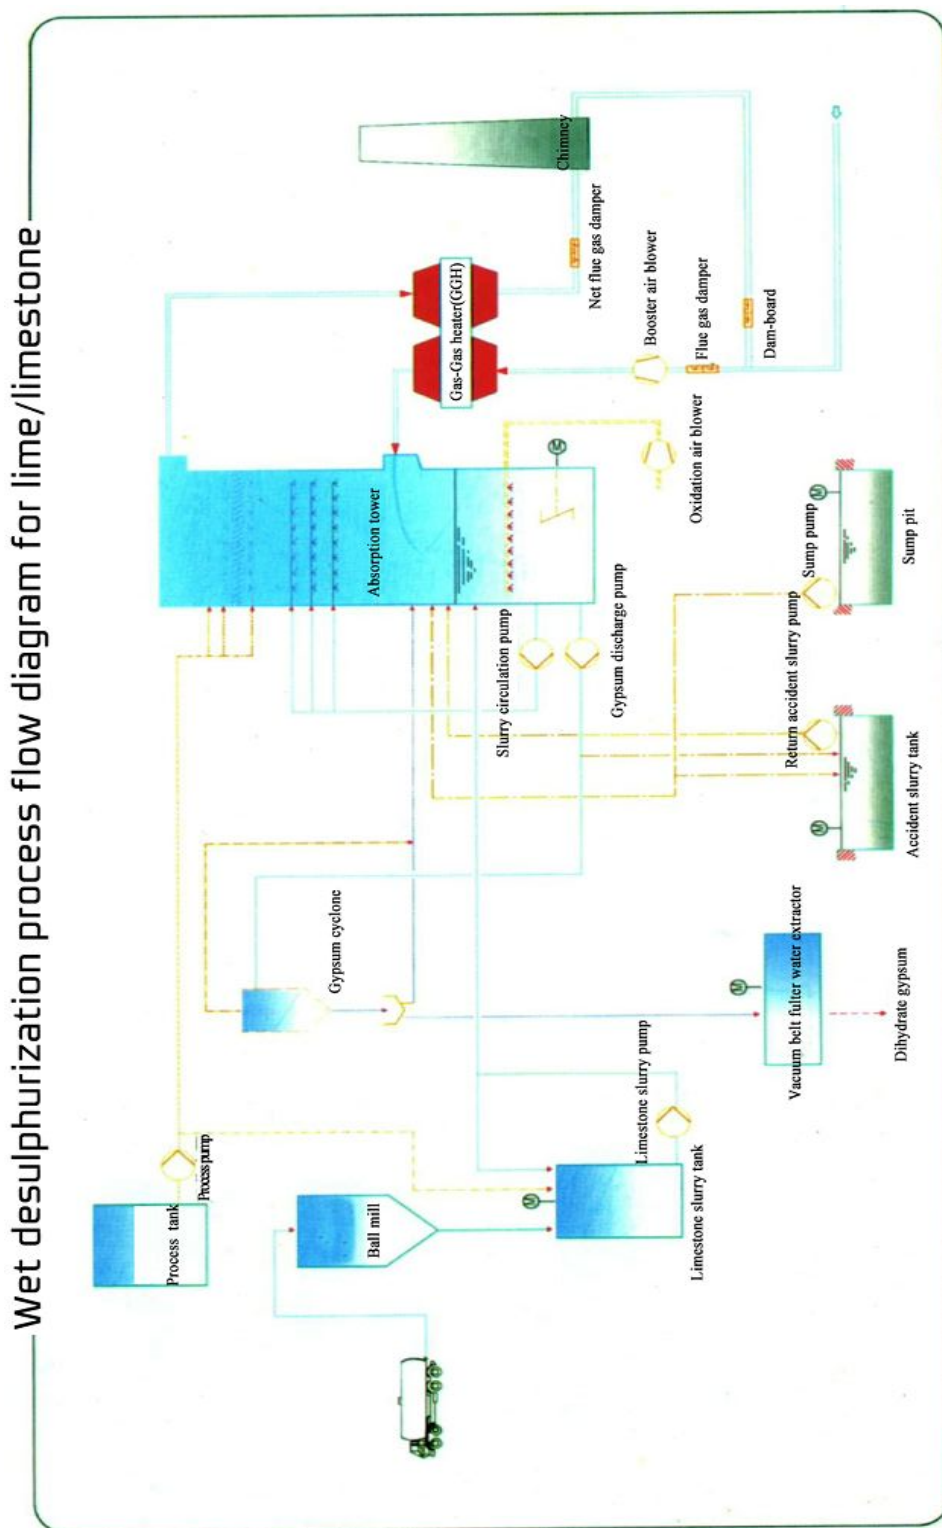 Wet desulphurization process flow diagram for lime/limestone
Process tank
Process pump
Gypsum cyclone
Ball mill
Absorption tower
Gas-Gas heater(GGH)
Slurry circulation pump
M
M
Chimney
Net flue gas damper
Gypsum discharge pump
Limestone slurry pump
Booster air blower
Limestone slurry tank
Oxidation air blower
Flue gas damper
M
Dam-board
Vacuum belt fulter water extractor
Return accident slurry pump
Sump pump
M
M
Dihydrate gypsum
Accident slurry tank
Sump pit